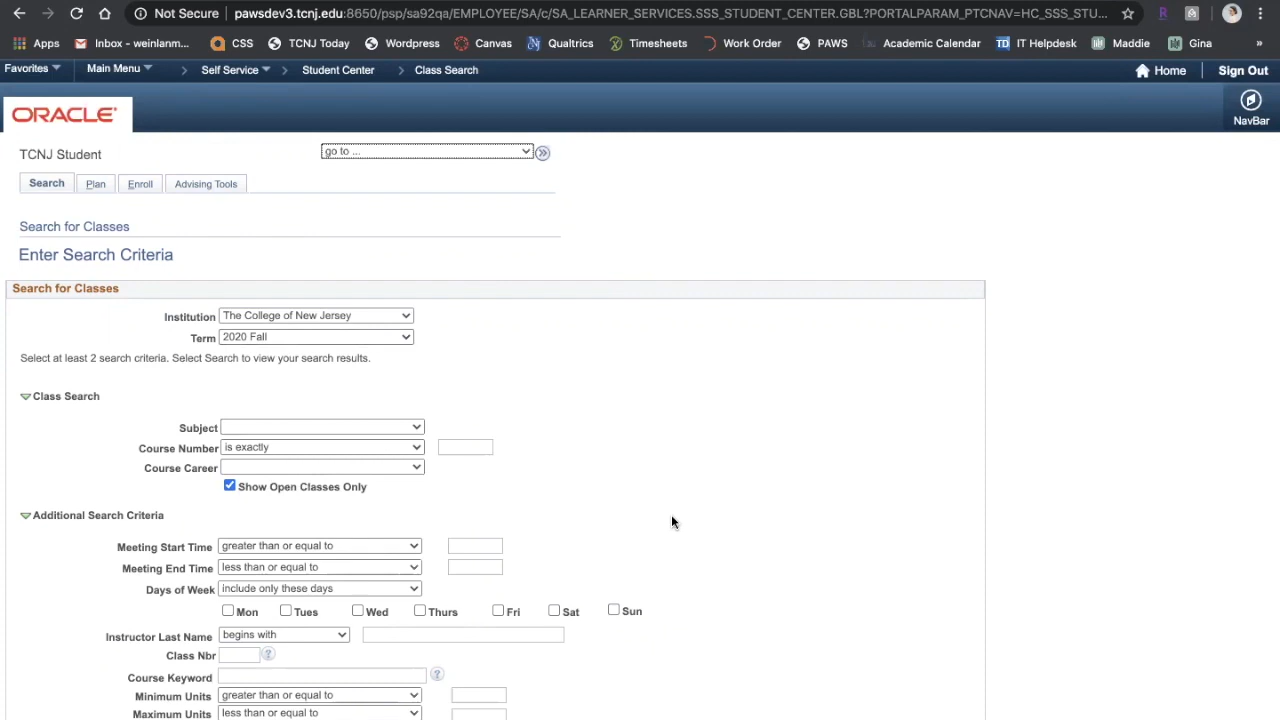 Not Secure | pawsdev3.tcnj.edu:8650/psp/sa92qa/EMPLOYEE/SA/c/SA_LEARNER_SERVICES.SSS_STUDENT_CENTER.GBL?PORTALPARAM_PTCNAV=HC_SSS_STU...
Apps Inbox - weinlanm... CSS TCNJ Today Wordpress Canvas Qualtrics Timesheets Work Order PAWS Academic Calendar TD IT Helpdesk Maddie Gina »
Favorites Main Menu > Self Service > Student Center > Class Search Home Sign Out
ORACLE
NavBar
TCNJ Student go to ...
Search Plan Enroll Advising Tools
Search for Classes
Enter Search Criteria
Search for Classes
Institution The College of New Jersey
Term 2020 Fall
Select at least 2 search criteria. Select Search to view your search results.
Class Search
Subject
Course Number is exactly
Course Career
Show Open Classes Only
Additional Search Criteria
Meeting Start Time greater than or equal to
Meeting End Time less than or equal to
Days of Week include only these days
Mon Tues Wed Thurs Fri Sat Sun
Instructor Last Name begins with
Class Nbr ?
Course Keyword ?
Minimum Units greater than or equal to
Maximum Units less than or equal to